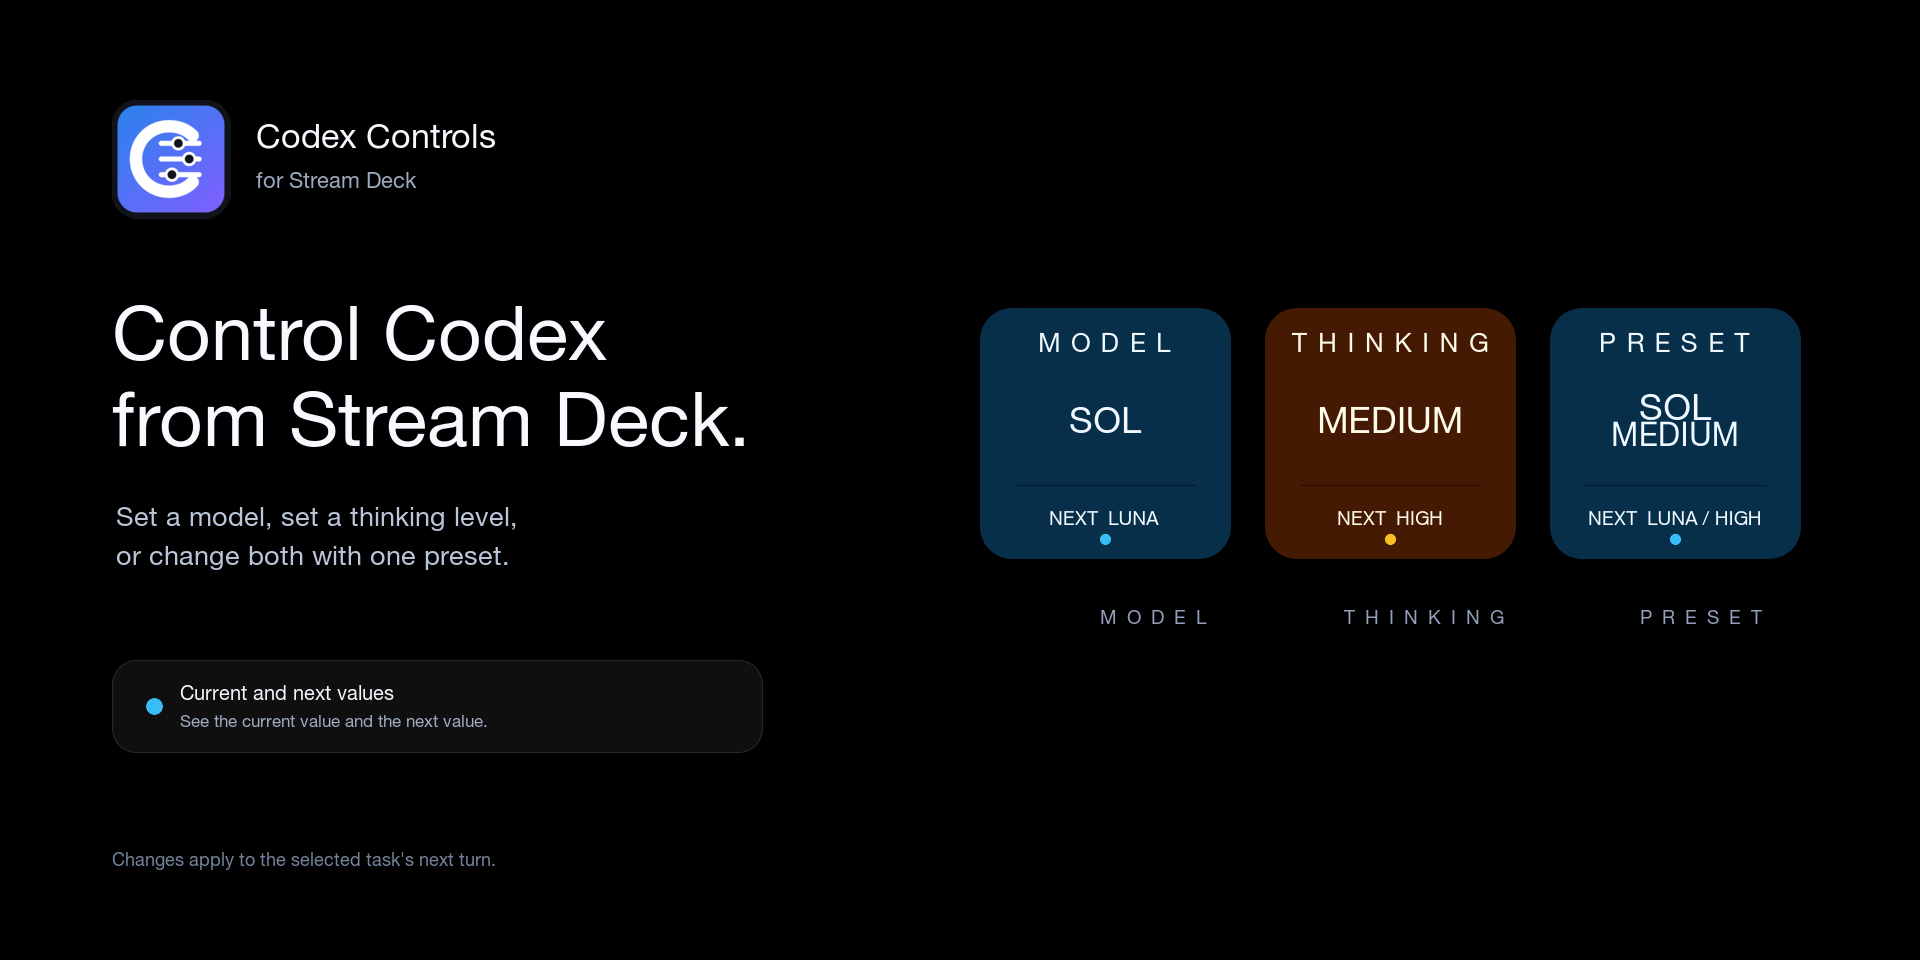 Codex Controls
for Stream Deck
Control Codex
from Stream Deck.
Set a model, set a thinking level,
or change both with one preset.
Current and next values
See the current value and the next value.
Changes apply to the selected task's next turn.
MODEL
SOL
NEXT LUNA
THINKING
MEDIUM
NEXT HIGH
PRESET
SOL
MEDIUM
NEXT LUNA / HIGH
MODEL
THINKING
PRESET